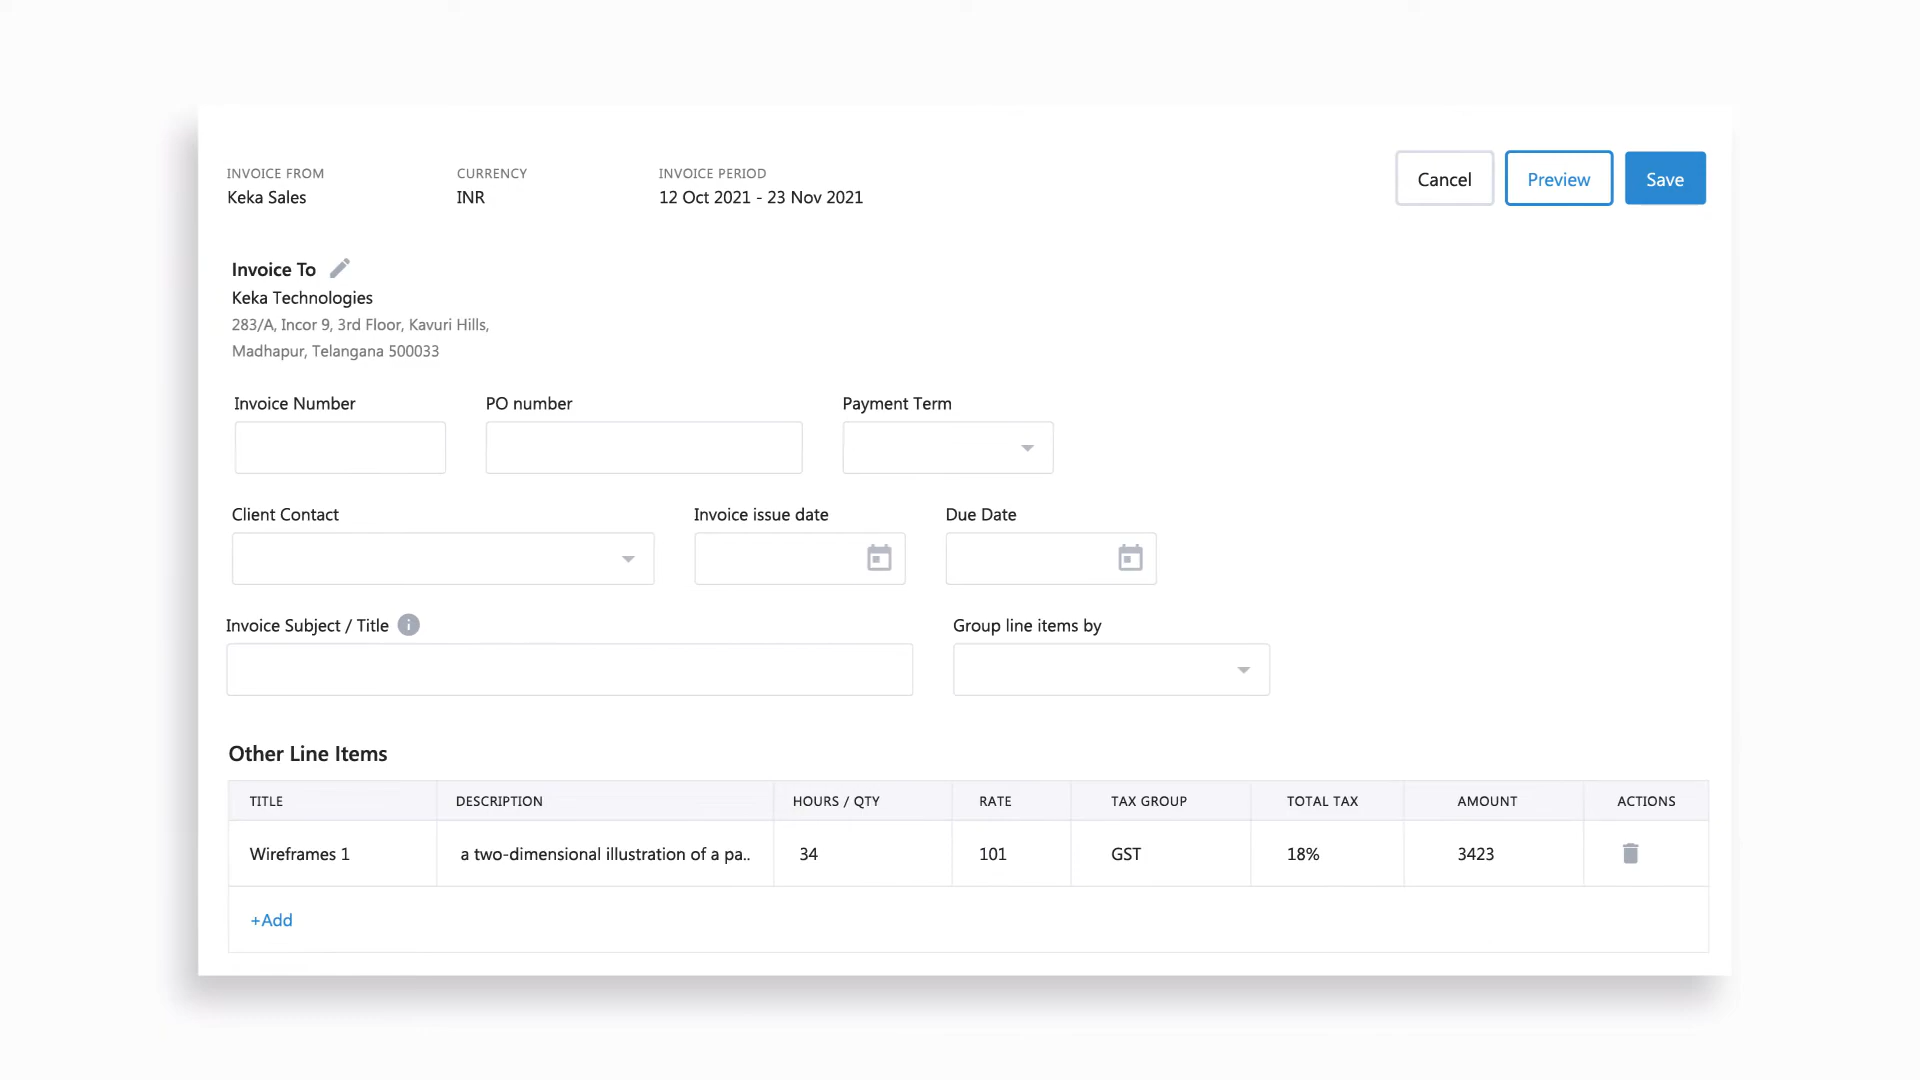 INVOICE FROM
CURRENCY
INVOICE PERIOD
Keka Sales
INR
12 Oct 2021 - 23 Nov 2021
Cancel
Preview
Save
Invoice To
Keka Technologies
283/A, Incor 9, 3rd Floor, Kavuri Hills,
Madhapur, Telangana 500033
Invoice Number
PO number
Payment Term
Client Contact
Invoice issue date
Due Date
Invoice Subject / Title
Group line items by
Other Line Items
TITLE
DESCRIPTION
HOURS / QTY
RATE
TAX GROUP
TOTAL TAX
AMOUNT
ACTIONS
Wireframes 1
a two-dimensional illustration of a pa..
34
101
GST
18%
3423
+Add